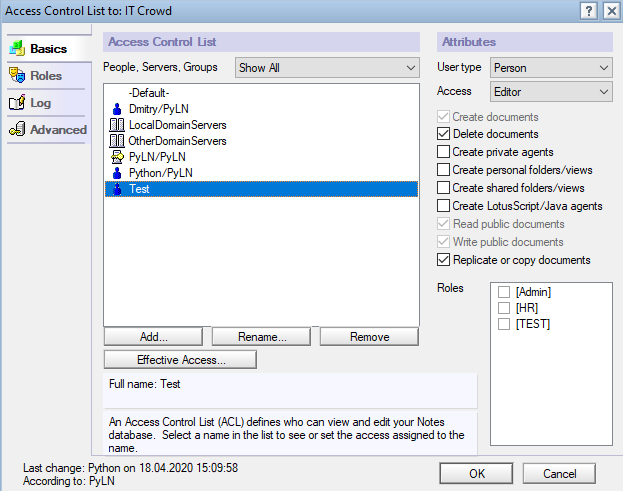 Access Control List to: IT Crowd
? X
Basics
Roles
Log
Advanced
Access Control List
People, Servers, Groups Show All
-Default-
Dmitry/PyLN
LocalDomainServers
OtherDomainServers
PyLN/PyLN
Python/PyLN
Test
Add... Rename... Remove
Effective Access...
Full name: Test
An Access Control List (ACL) defines who can view and edit your Notes
database. Select a name in the list to see or set the access assigned to the
name.
Attributes
User type Person
Access Editor
Create documents
Delete documents
Create private agents
Create personal folders/views
Create shared folders/views
Create LotusScript/Java agents
Read public documents
Write public documents
Replicate or copy documents
Roles
[Admin]
[HR]
[TEST]
Last change: Python on 18.04.2020 15:09:58
According to: PyLN
OK Cancel